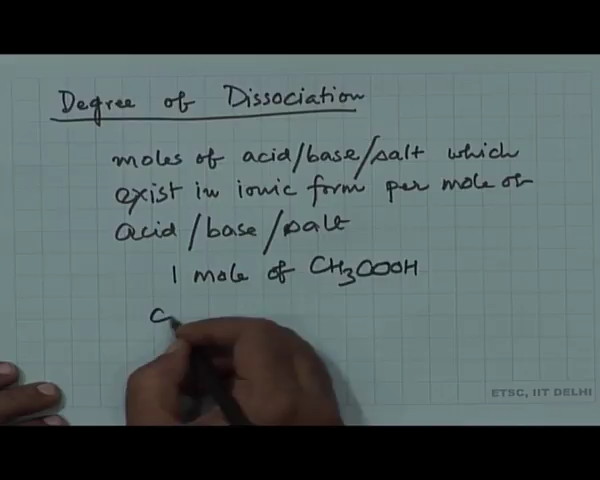 Degree of Dissociation
moles of acid/base/salt which
exist in ionic form per mole of
acid/base/salt
1 mole of CH3COOH
C
ETSC, IIT DELHI